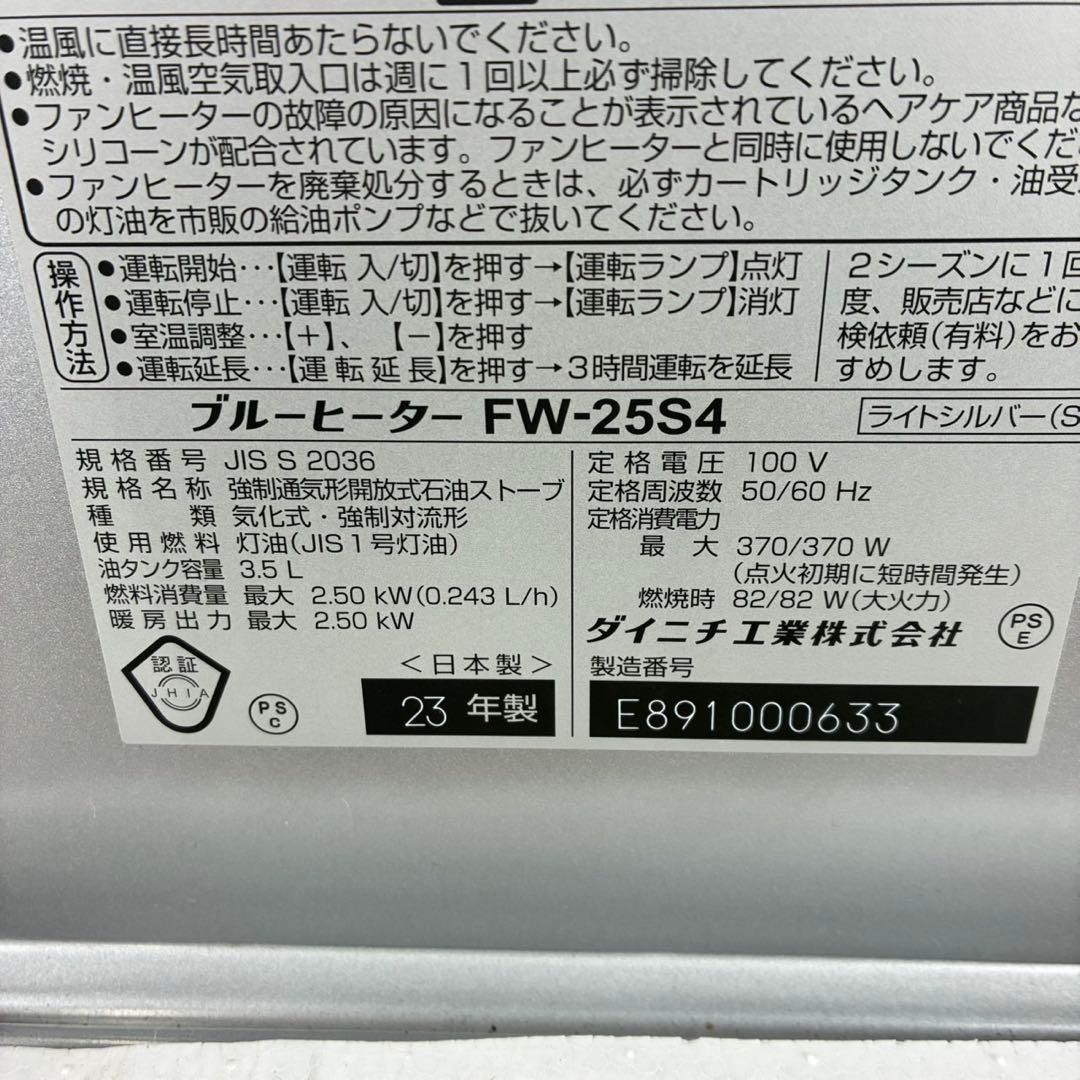 ●温風に直接長時間あたらないでください。
●燃焼・温風空気取入口は週に1回以上必ず掃除してください。
●ファンヒーターの故障の原因になることが表示されているヘアケア商品な
シリコーンが配合されています。ファンヒーターと同時に使用しないでくだ
●ファンヒーターを廃棄処分するときは、必ずカートリッジタンク・油受
の灯油を市販の給油ポンプなどで抜いてください。
操作方法
●運転開始…【運転 入/切】を押す→【運転ランプ】点灯
●運転停止…【運転 入/切】を押す→【運転ランプ】消灯
●室温調整…【＋】、【－】を押す
●運転延長…【運転延長】を押す→3時間運転を延長
2シーズンに1回
度、販売店などに
検依頼(有料)をお
すめします。
ブルーヒーター FW-25S4
ライトシルバー(S
規格番号 JIS S 2036
規格名称 強制通気形開放式石油ストーブ
種類 気化式・強制対流形
使用燃料 灯油(JIS1号灯油)
油タンク容量 3.5 L
燃料消費量 最大 2.50 kW(0.243 L/h)
暖房出力 最大 2.50 kW
認証
JHIA
PS
C
<日本製>
23 年製
定格電圧 100 V
定格周波数 50/60 Hz
定格消費電力
最大 370/370 W
(点火初期に短時間発生)
燃焼時 82/82 W(大火力)
ダイニチ工業株式会社
PS
E
製造番号
E891000633